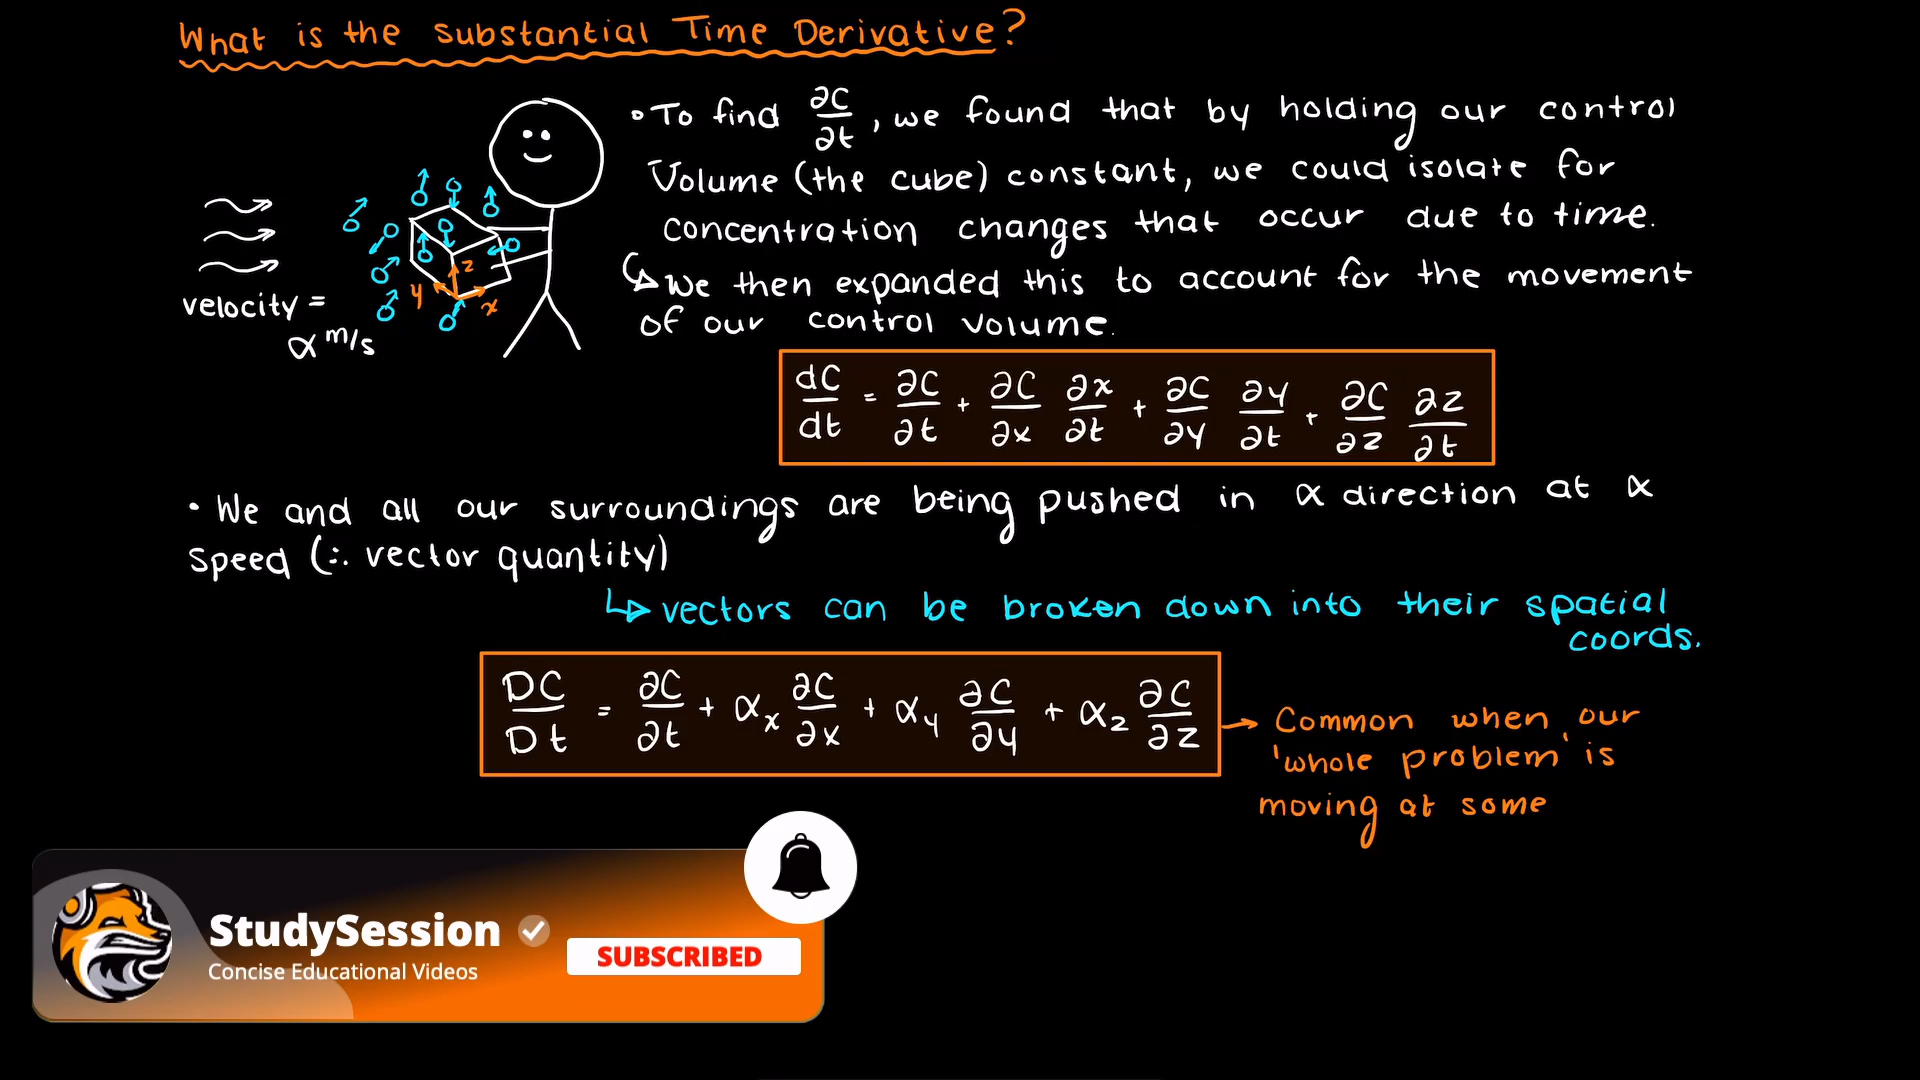 What is the substantial Time Derivative?
• To find ∂C/∂t, we found that by holding our control
Volume (the cube) constant, we could isolate for
concentration changes that occur due to time.
↳ we then expanded this to account for the movement
of our control volume.
velocity =
α m/s
z
y
x
dC/dt = ∂C/∂t + ∂C/∂x ∂x/∂t + ∂C/∂y ∂y/∂t + ∂C/∂z ∂z/∂t
• We and all our surroundings are being pushed in α direction at α
speed (∴ vector quantity)
↳ vectors can be broken down into their spatial
coords.
DC/Dt = ∂C/∂t + αx ∂C/∂x + αy ∂C/∂y + αz ∂C/∂z
→ Common when our
'whole problem' is
moving at some
StudySession
Concise Educational Videos
SUBSCRIBED